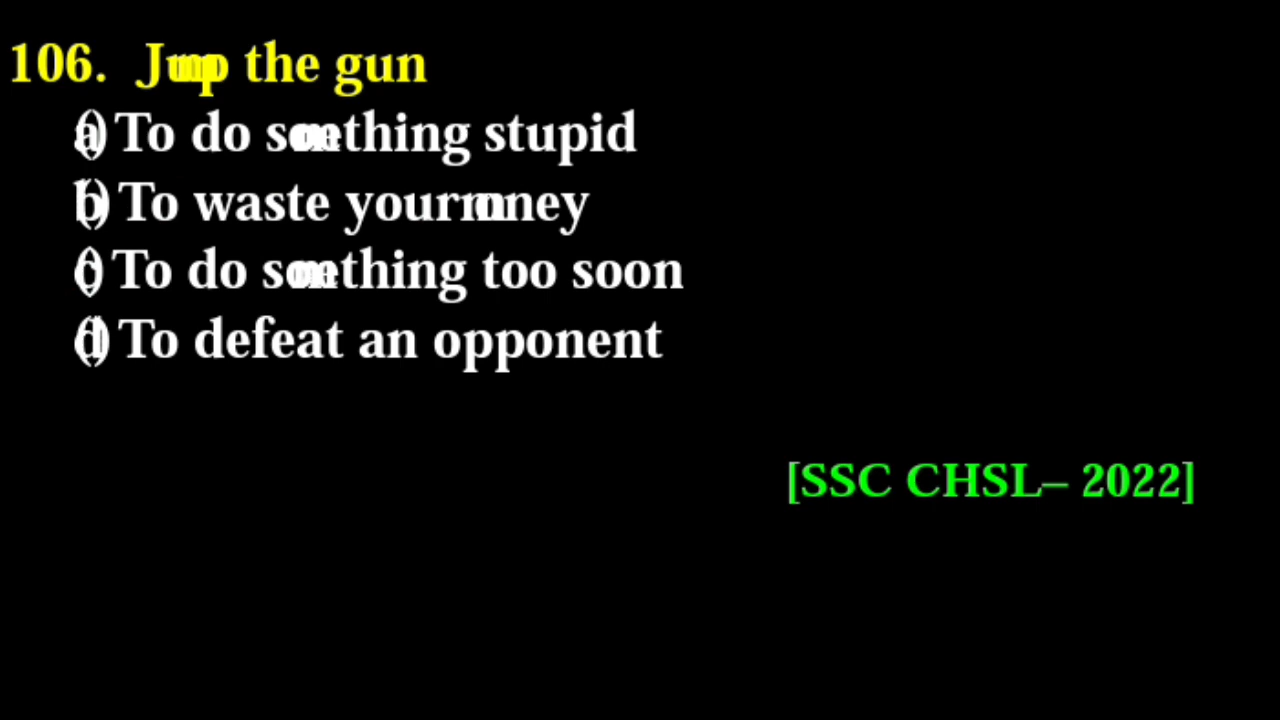 106. Jump the gun
(a) To do something stupid
(b) To waste your money
(c) To do something too soon
(d) To defeat an opponent
[SSC CHSL– 2022]